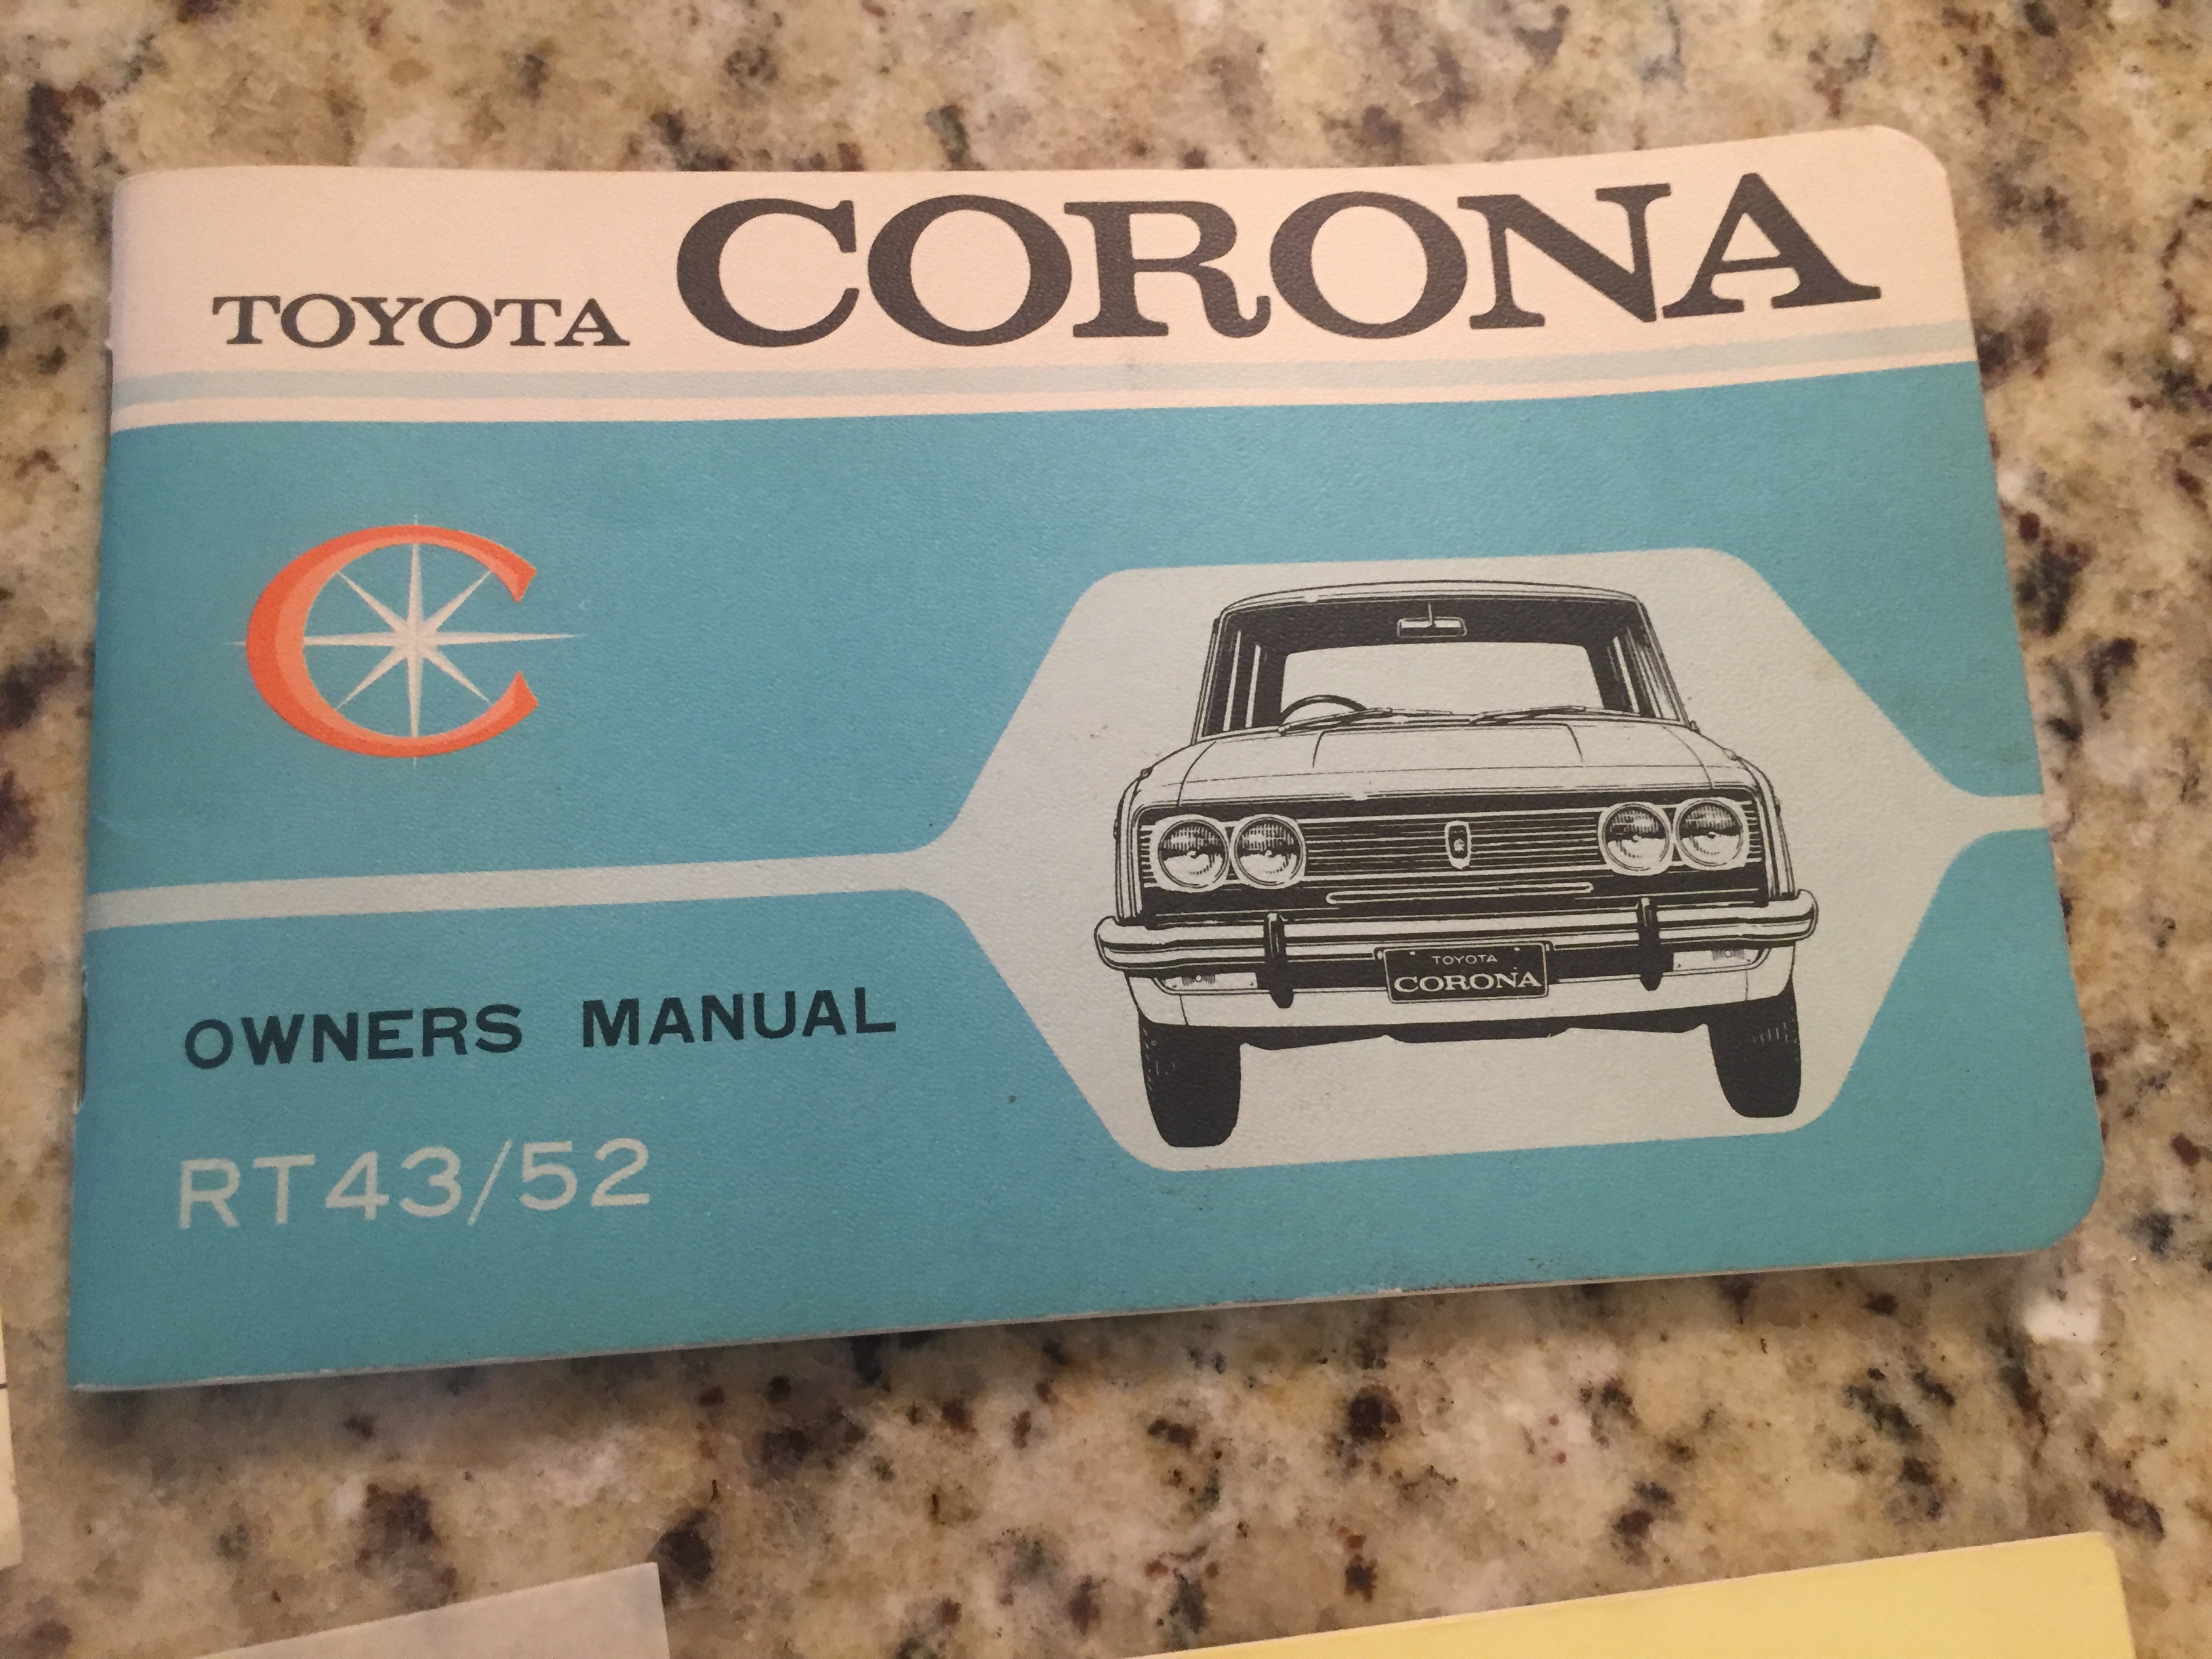 TOYOTA CORONA
C
OWNERS MANUAL
RT43/52
TOYOTA
CORONA